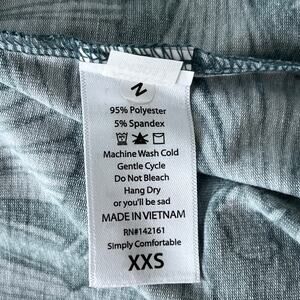 N
95% Polyester
5% Spandex
Machine Wash Cold
Gentle Cycle
Do Not Bleach
Hang Dry
or you'll be sad
MADE IN VIETNAM
RN#142161
Simply Comfortable
XXS